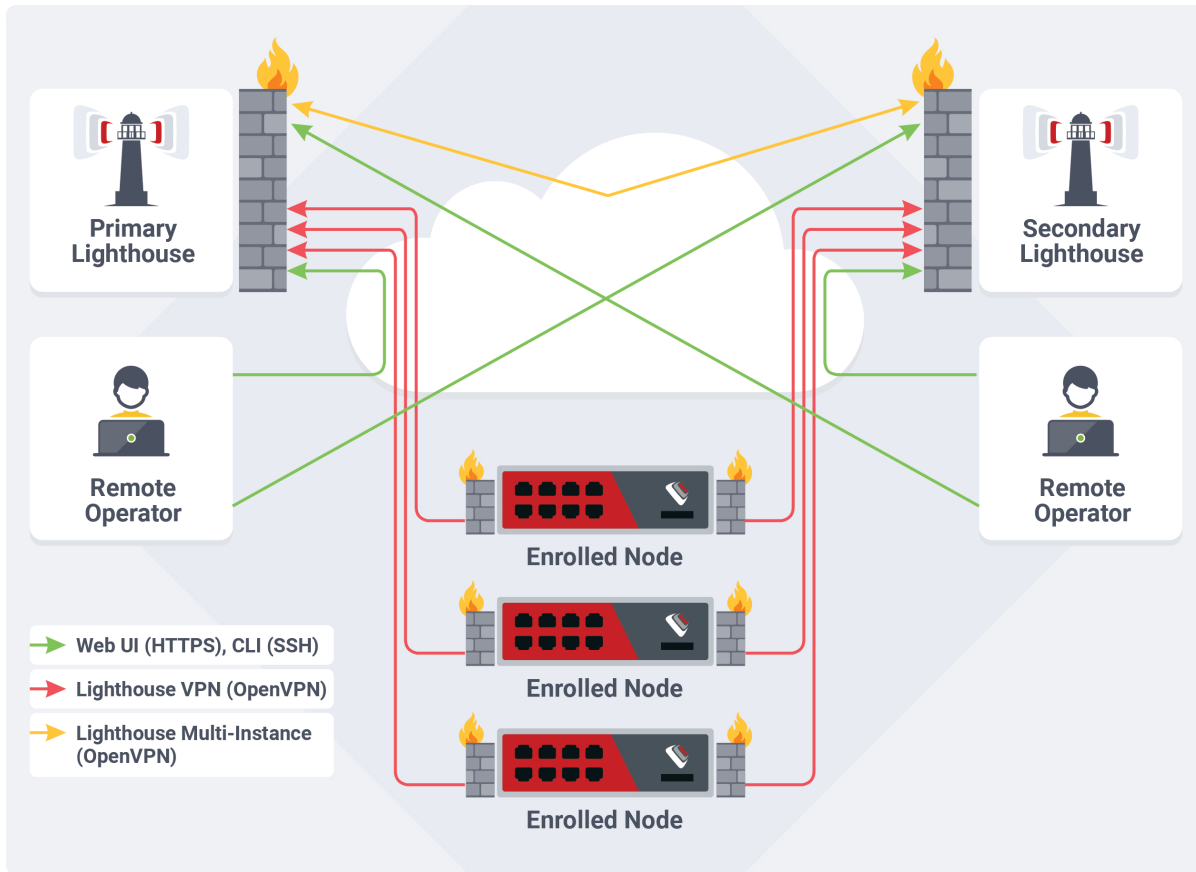 Primary
Lighthouse
Secondary
Lighthouse
Remote
Operator
Remote
Operator
Enrolled Node
Enrolled Node
Enrolled Node
Web UI (HTTPS), CLI (SSH)
Lighthouse VPN (OpenVPN)
Lighthouse Multi-Instance
(OpenVPN)